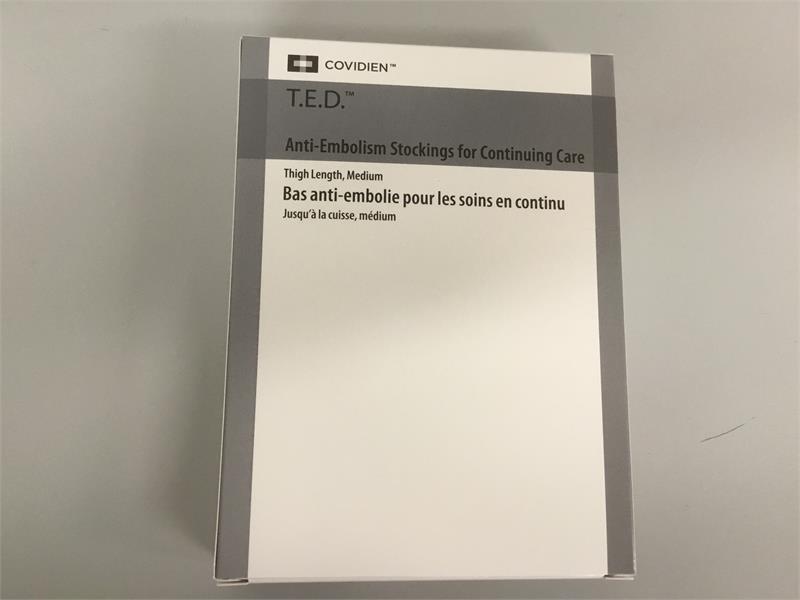 COVIDIEN™
T.E.D.™
Anti-Embolism Stockings for Continuing Care
Thigh Length, Medium
Bas anti-embolie pour les soins en continu
Jusqu'à la cuisse, médium